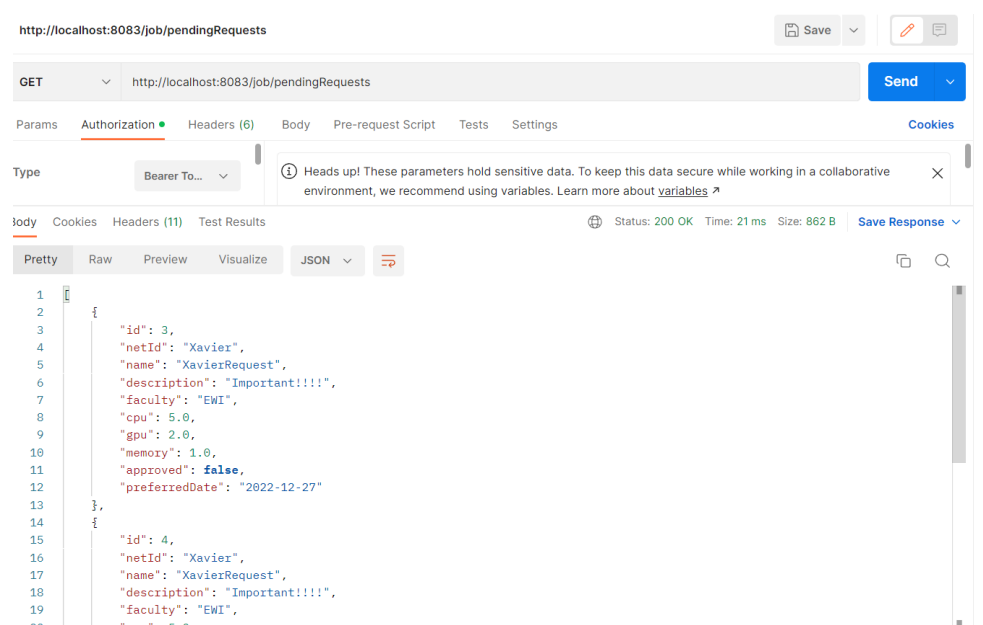 http://localhost:8083/job/pendingRequests
Save
GET http://localhost:8083/job/pendingRequests Send
Params Authorization Headers (6) Body Pre-request Script Tests Settings Cookies
Type Bearer To...
Heads up! These parameters hold sensitive data. To keep this data secure while working in a collaborative
environment, we recommend using variables. Learn more about variables ↗
Body Cookies Headers (11) Test Results Status: 200 OK Time: 21 ms Size: 862 B Save Response
Pretty Raw Preview Visualize JSON
1 [
2 {
3 "id": 3,
4 "netId": "Xavier",
5 "name": "XavierRequest",
6 "description": "Important!!!!",
7 "faculty": "EWI",
8 "cpu": 5.0,
9 "gpu": 2.0,
10 "memory": 1.0,
11 "approved": false,
12 "preferredDate": "2022-12-27"
13 },
14 {
15 "id": 4,
16 "netId": "Xavier",
17 "name": "XavierRequest",
18 "description": "Important!!!!",
19 "faculty": "EWI",